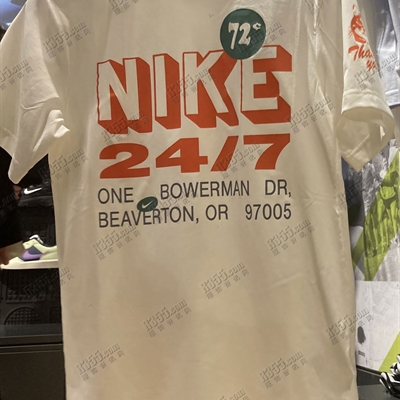 72¢
NIKE
24/7
ONE BOWERMAN DR,
BEAVERTON, OR 97005